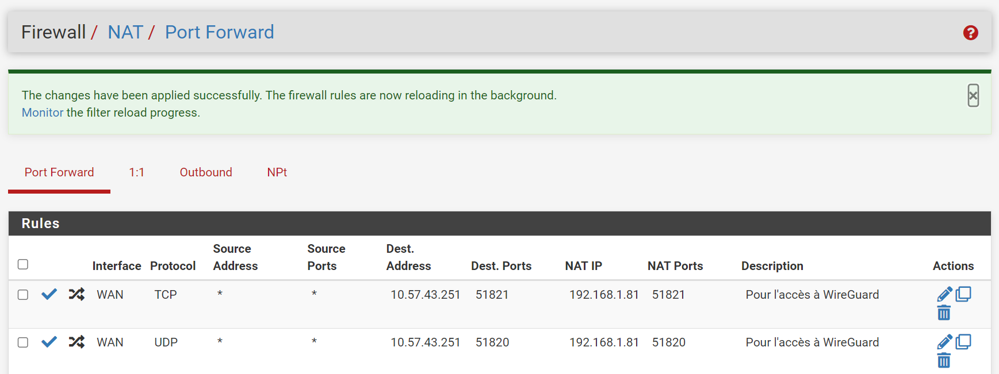 Firewall / NAT / Port Forward
The changes have been applied successfully. The firewall rules are now reloading in the background.
Monitor the filter reload progress.
Port Forward 1:1 Outbound NPt
Rules
Interface Protocol Source Address Source Ports Dest. Address Dest. Ports NAT IP NAT Ports Description Actions
WAN TCP * * 10.57.43.251 51821 192.168.1.81 51821 Pour l'accès à WireGuard
WAN UDP * * 10.57.43.251 51820 192.168.1.81 51820 Pour l'accès à WireGuard